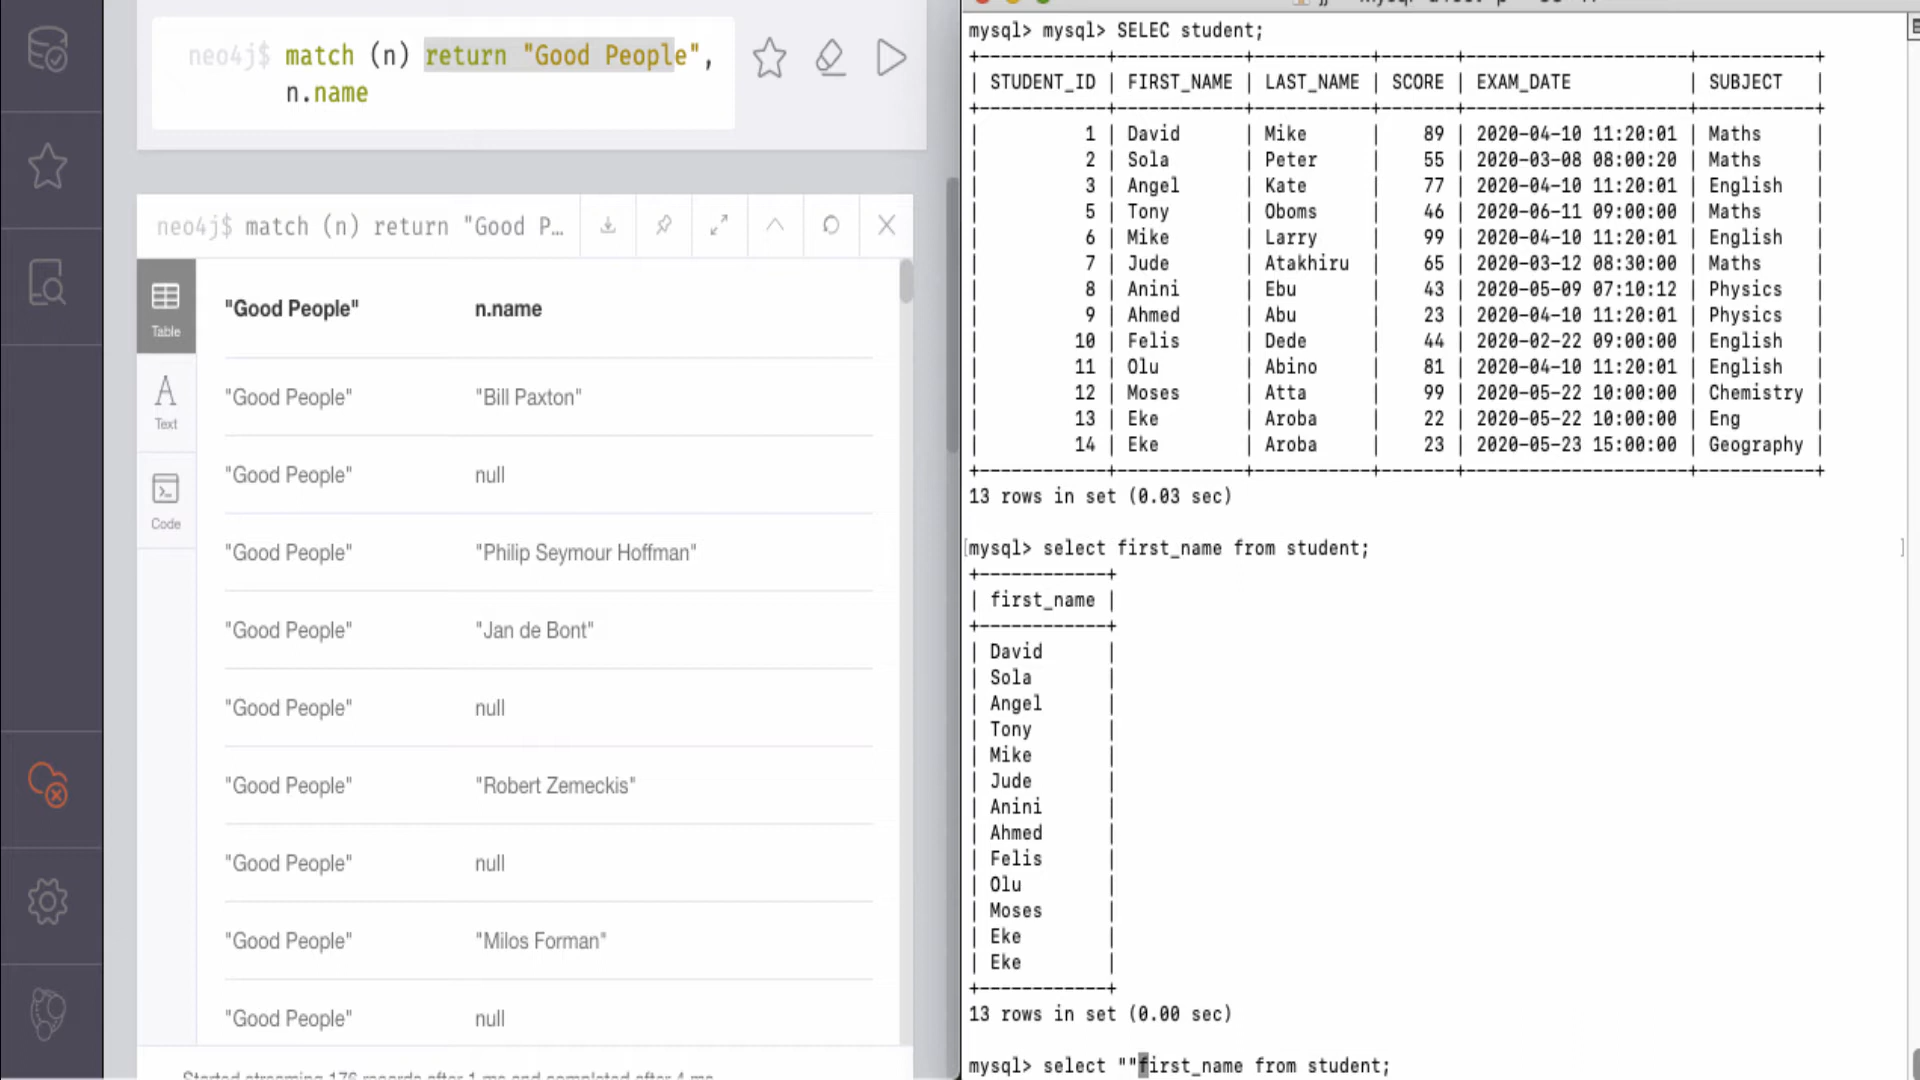 neo4j$ match (n) return "Good People",
n.name
neo4j$ match (n) return "Good P...
Table
Text
Code
"Good People" n.name
"Good People" "Bill Paxton"
"Good People" null
"Good People" "Philip Seymour Hoffman"
"Good People" "Jan de Bont"
"Good People" null
"Good People" "Robert Zemeckis"
"Good People" null
"Good People" "Milos Forman"
"Good People" null
Started streaming 176 records after 1 ms and completed after 4 ms
mysql> mysql> SELEC student;
+------------+------------+-----------+-------+---------------------+-----------+
| STUDENT_ID | FIRST_NAME | LAST_NAME | SCORE | EXAM_DATE | SUBJECT |
+------------+------------+-----------+-------+---------------------+-----------+
| 1 | David | Mike | 89 | 2020-04-10 11:20:01 | Maths |
| 2 | Sola | Peter | 55 | 2020-03-08 08:00:20 | Maths |
| 3 | Angel | Kate | 77 | 2020-04-10 11:20:01 | English |
| 5 | Tony | Oboms | 46 | 2020-06-11 09:00:00 | Maths |
| 6 | Mike | Larry | 99 | 2020-04-10 11:20:01 | English |
| 7 | Jude | Atakhiru | 65 | 2020-03-12 08:30:00 | Maths |
| 8 | Anini | Ebu | 43 | 2020-05-09 07:10:12 | Physics |
| 9 | Ahmed | Abu | 23 | 2020-04-10 11:20:01 | Physics |
| 10 | Felis | Dede | 44 | 2020-02-22 09:00:00 | English |
| 11 | Olu | Abino | 81 | 2020-04-10 11:20:01 | English |
| 12 | Moses | Atta | 99 | 2020-05-22 10:00:00 | Chemistry |
| 13 | Eke | Aroba | 22 | 2020-05-22 10:00:00 | Eng |
| 14 | Eke | Aroba | 23 | 2020-05-23 15:00:00 | Geography |
+------------+------------+-----------+-------+---------------------+-----------+
13 rows in set (0.03 sec)
[mysql> select first_name from student; ]
+------------+
| first_name |
+------------+
| David |
| Sola |
| Angel |
| Tony |
| Mike |
| Jude |
| Anini |
| Ahmed |
| Felis |
| Olu |
| Moses |
| Eke |
| Eke |
+------------+
13 rows in set (0.00 sec)
mysql> select ""first_name from student;